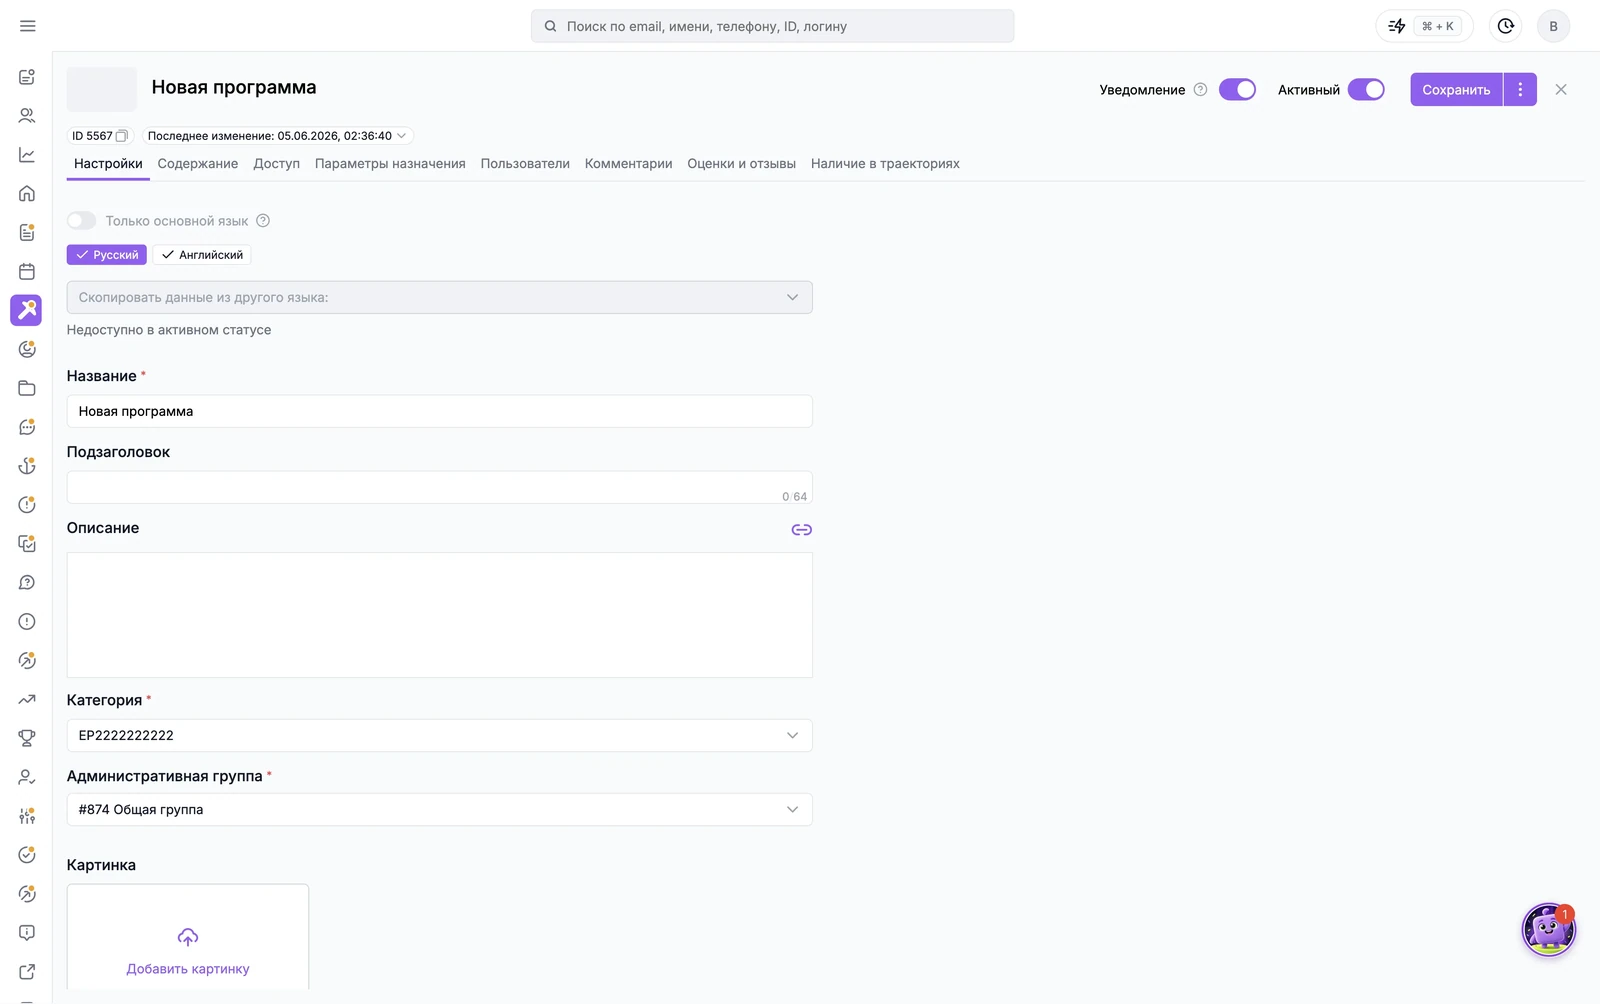 Поиск по email, имени, телефону, ID, логину
⌘ + K
B
Новая программа
Уведомление
Активный
Сохранить
ID 5567
Последнее изменение: 05.06.2026, 02:36:40
Настройки
Содержание
Доступ
Параметры назначения
Пользователи
Комментарии
Оценки и отзывы
Наличие в траекториях
Только основной язык
Русский
Английский
Скопировать данные из другого языка:
Недоступно в активном статусе
Название *
Новая программа
Подзаголовок
0/64
Описание
Категория *
EP2222222222
Административная группа *
#874 Общая группа
Картинка
Добавить картинку
1